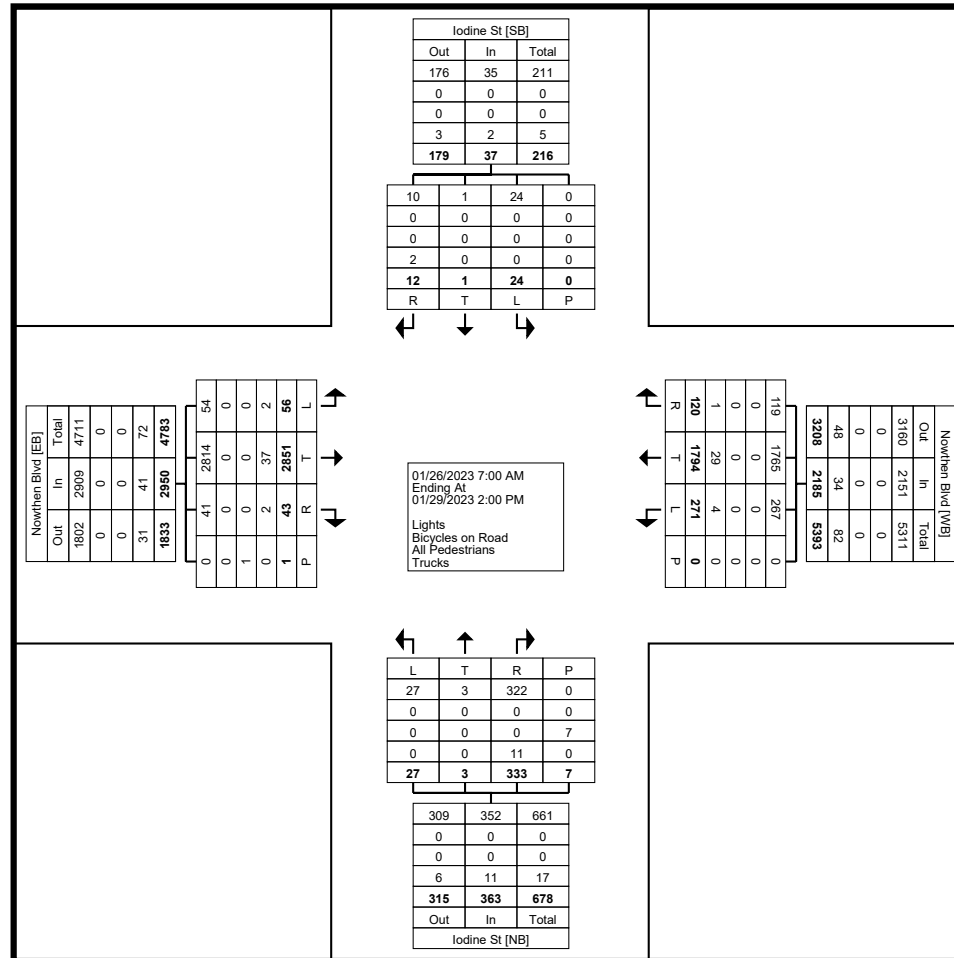 Iodine St [SB]
Out In Total
176 35 211
0 0 0
0 0 0
3 2 5
179 37 216
10 1 24 0
0 0 0 0
0 0 0 0
2 0 0 0
12 1 24 0
R T L P
Nowthen Blvd [EB]
Total In Out
4711 2909 1802
0 0 0
0 0 0
72 41 31
4783 2950 1833
54 2814 41 0
0 0 0 0
0 0 0 1
2 37 2 0
56 2851 43 1
L T R P
01/26/2023 7:00 AM
Ending At
01/29/2023 2:00 PM
Lights
Bicycles on Road
All Pedestrians
Trucks
R T L P
120 1794 271 0
1 29 4 0
0 0 0 0
0 0 0 0
119 1765 267 0
Nowthen Blvd [WB]
Out In Total
3160 2151 5311
0 0 0
0 0 0
48 34 82
3208 2185 5393
L T R P
27 3 322 0
0 0 0 0
0 0 0 7
0 0 11 0
27 3 333 7
309 352 661
0 0 0
0 0 0
6 11 17
315 363 678
Out In Total
Iodine St [NB]